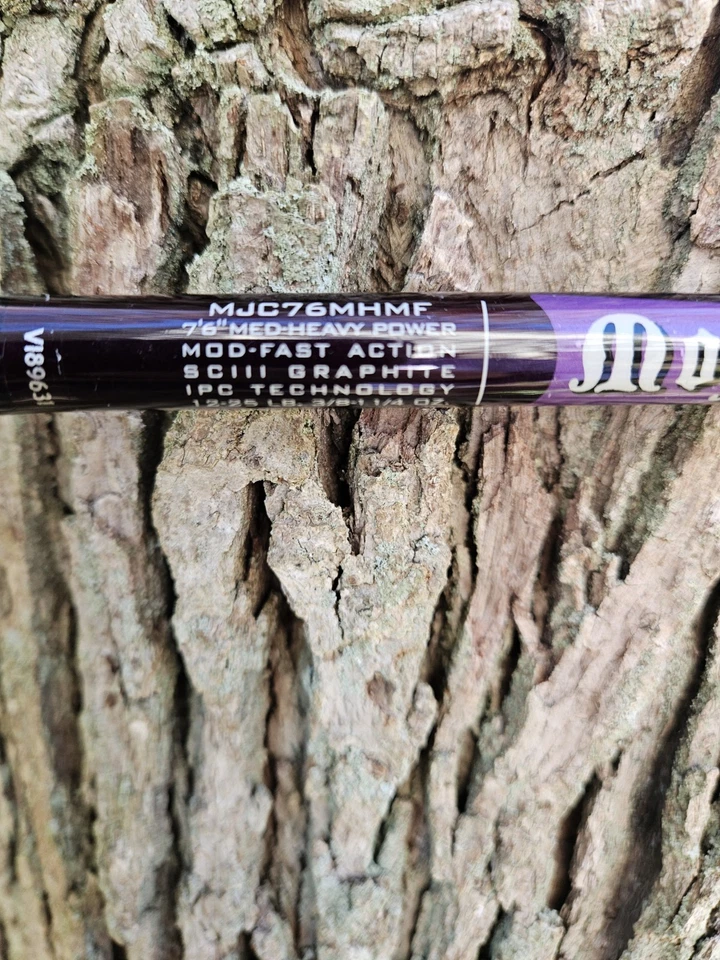 MJC76MHMF
7'6" MED-HEAVY POWER
MOD-FAST ACTION
SCIII GRAPHITE
IPC TECHNOLOGY
12-25 LB. 3/8-1 1/4 OZ.
Mo